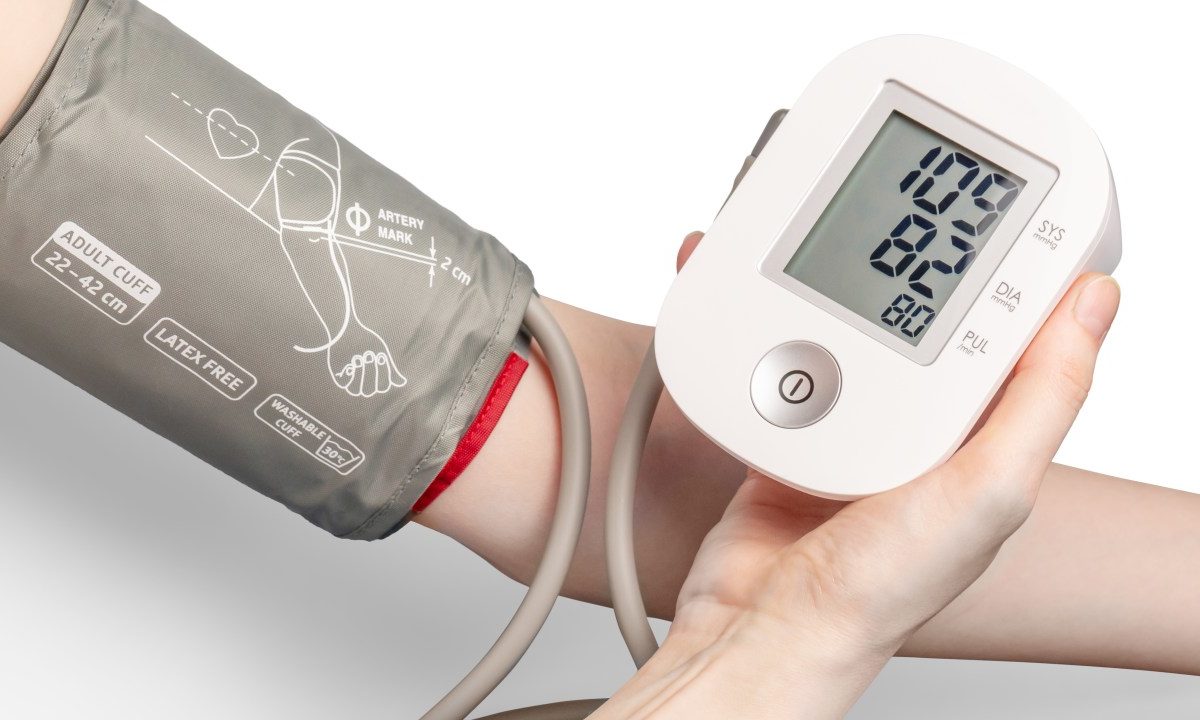 ARTERY
MARK
2 cm
ADULT CUFF
22–42 cm
LATEX FREE
WASHABLE
CUFF
30°C
109
82
80
SYS
mmHg
DIA
mmHg
PUL
/min